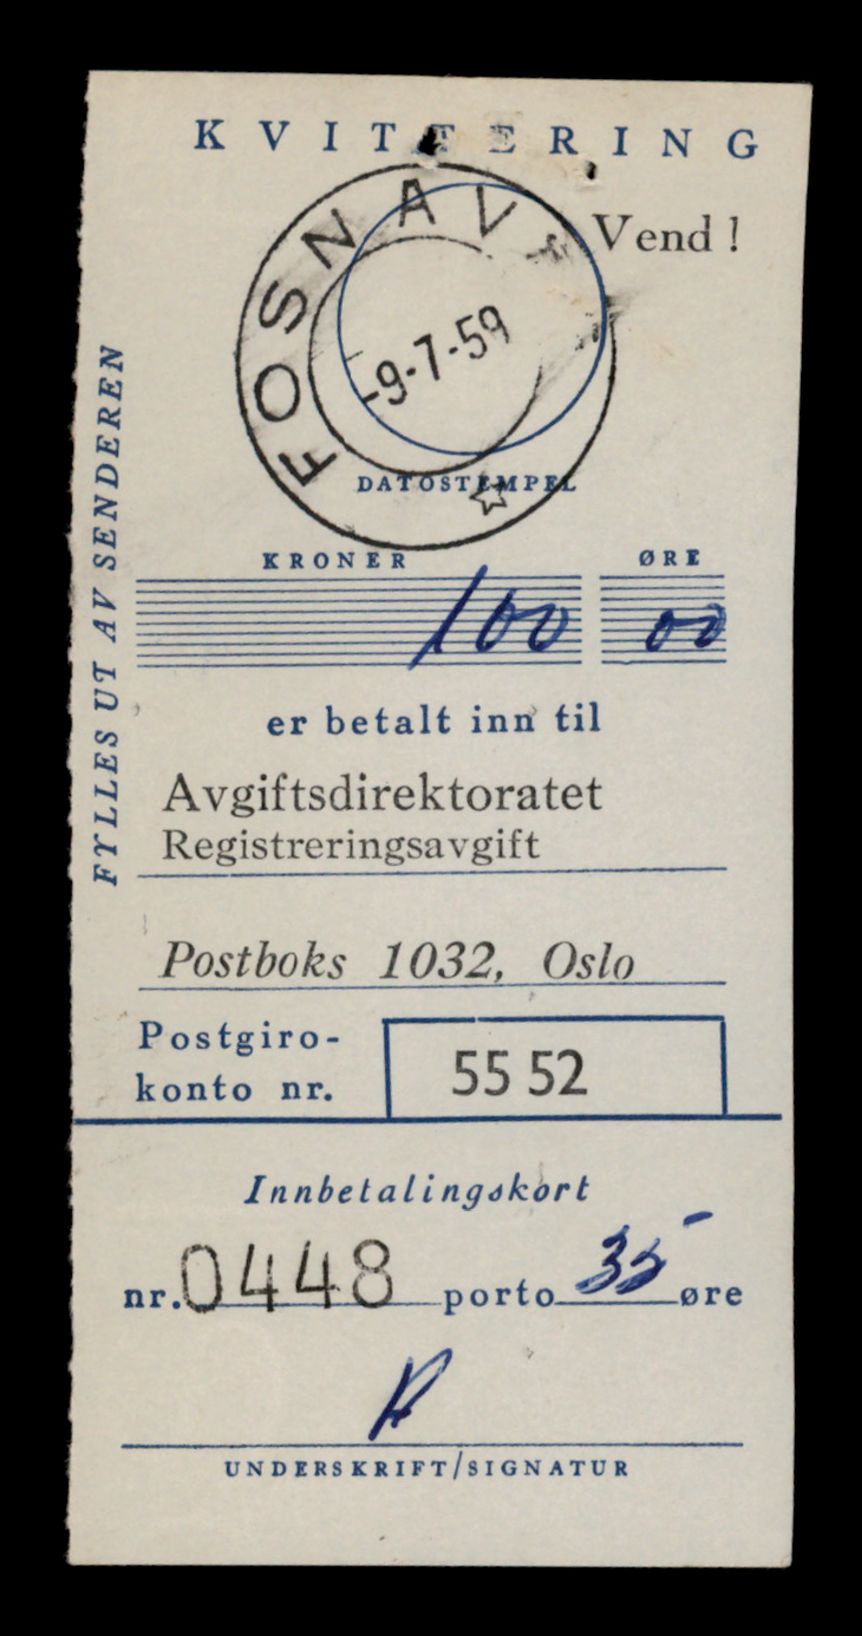 KVITTERING
Vend !
FOSNAV
-9-7-59
DATOSTEMPEL
FYLLES UT AV SENDEREN
KRONER ØRE
100 00
er betalt inn til
Avgiftsdirektoratet
Registreringsavgift
Postboks 1032, Oslo
Postgiro-
konto nr.
55 52
Innbetalingskort
nr. 0448 porto 35 øre
UNDERSKRIFT/SIGNATUR